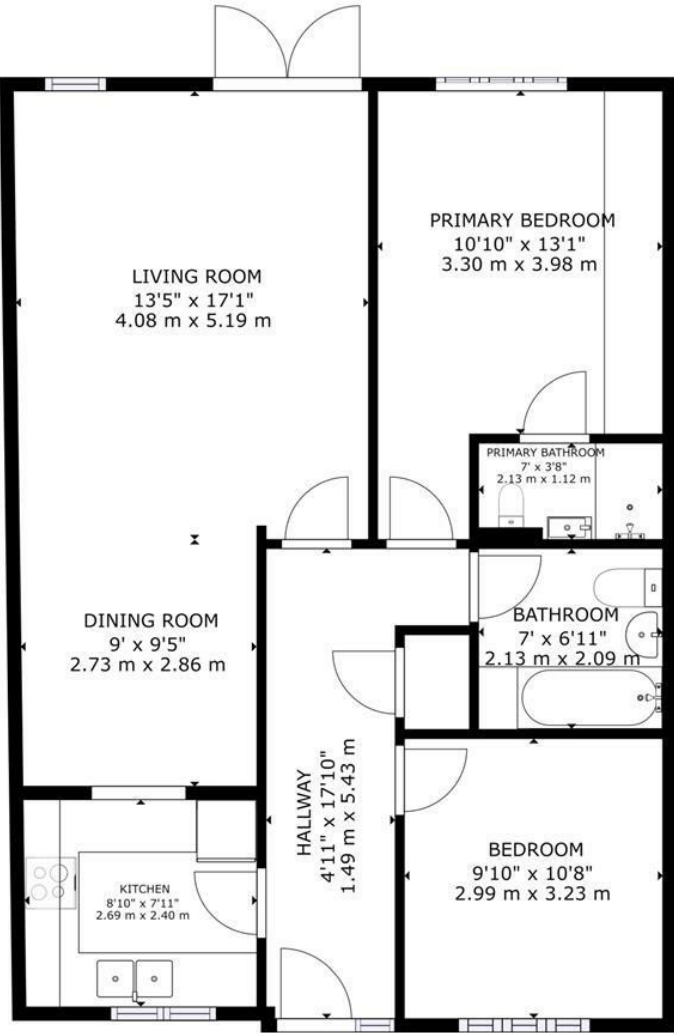 LIVING ROOM
13'5" x 17'1"
4.08 m x 5.19 m
PRIMARY BEDROOM
10'10" x 13'1"
3.30 m x 3.98 m
PRIMARY BATHROOM
7' x 3'8"
2.13 m x 1.12 m
DINING ROOM
9' x 9'5"
2.73 m x 2.86 m
BATHROOM
7' x 6'11"
2.13 m x 2.09 m
HALLWAY
4'11" x 17'10"
1.49 m x 5.43 m
KITCHEN
8'10" x 7'11"
2.69 m x 2.40 m
BEDROOM
9'10" x 10'8"
2.99 m x 3.23 m